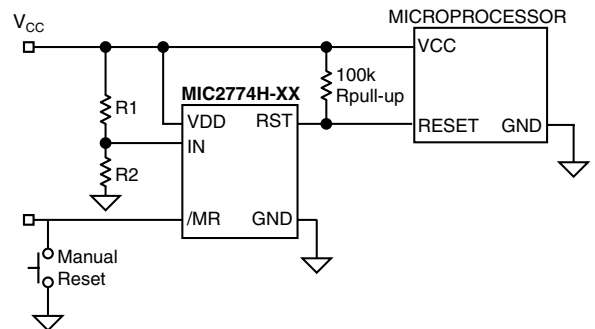 MICROPROCESSOR
VCC
VCC
100k
Rpull-up
MIC2774H-XX
R1
VDD
RST
IN
RESET
GND
R2
/MR
GND
Manual
Reset